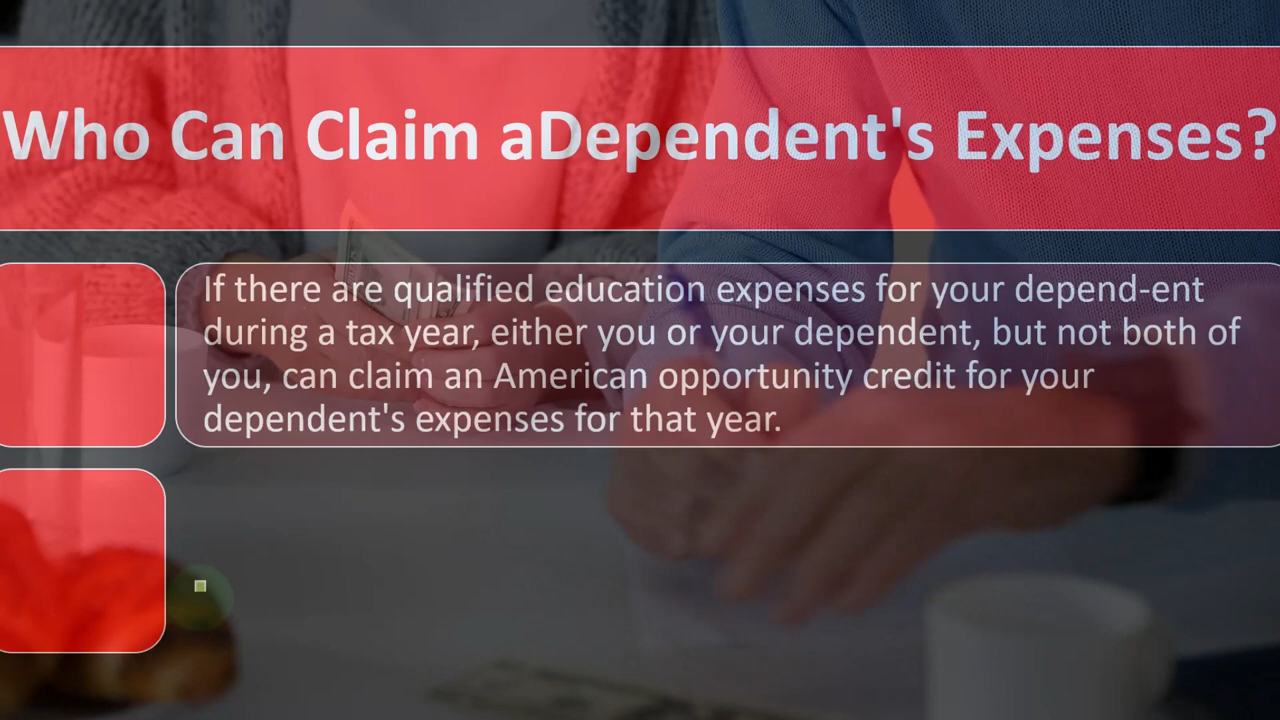 Who Can Claim aDependent's Expenses?
If there are qualified education expenses for your depend-ent
during a tax year, either you or your dependent, but not both of
you, can claim an American opportunity credit for your
dependent's expenses for that year.